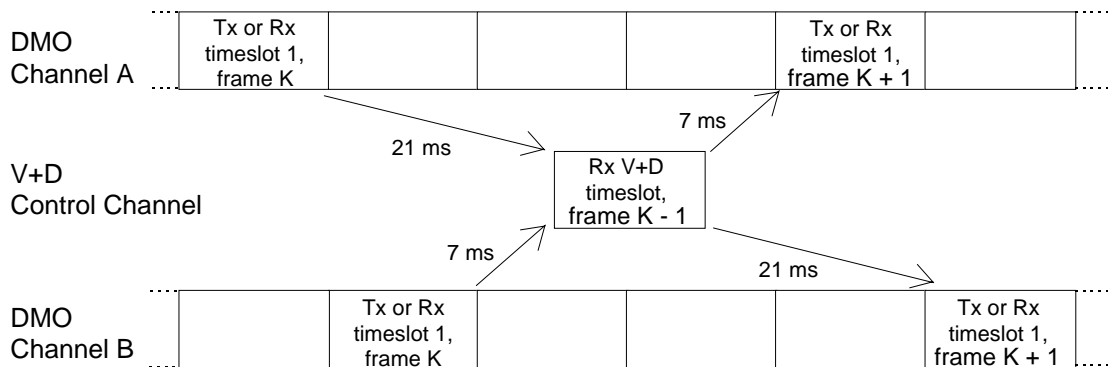 DMO
Channel A
Tx or Rx
timeslot 1,
frame K
Tx or Rx
timeslot 1,
frame K + 1
21 ms
7 ms
V+D
Control Channel
Rx V+D
timeslot,
frame K - 1
7 ms
21 ms
DMO
Channel B
Tx or Rx
timeslot 1,
frame K
Tx or Rx
timeslot 1,
frame K + 1